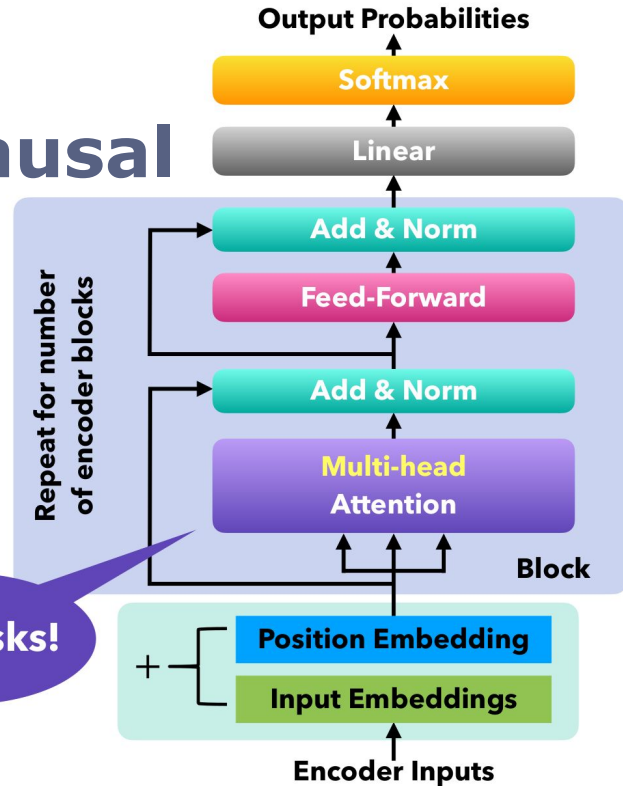 Output Probabilities
Softmax
ausal
Linear
Add & Norm
Feed-Forward
Repeat for number
of encoder blocks
Add & Norm
Multi-head
Attention
Block
sks!
Position Embedding
+
Input Embeddings
Encoder Inputs